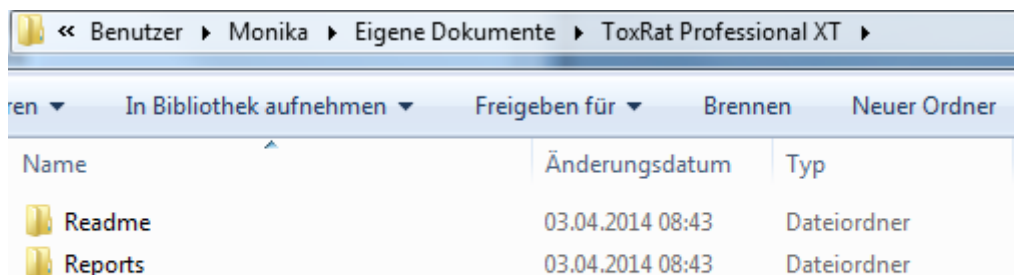 « Benutzer ▸ Monika ▸ Eigene Dokumente ▸ ToxRat Professional XT ▸
ren ▾ In Bibliothek aufnehmen ▾ Freigeben für ▾ Brennen Neuer Ordner
Name Änderungsdatum Typ
Readme 03.04.2014 08:43 Dateiordner
Reports 03.04.2014 08:43 Dateiordner